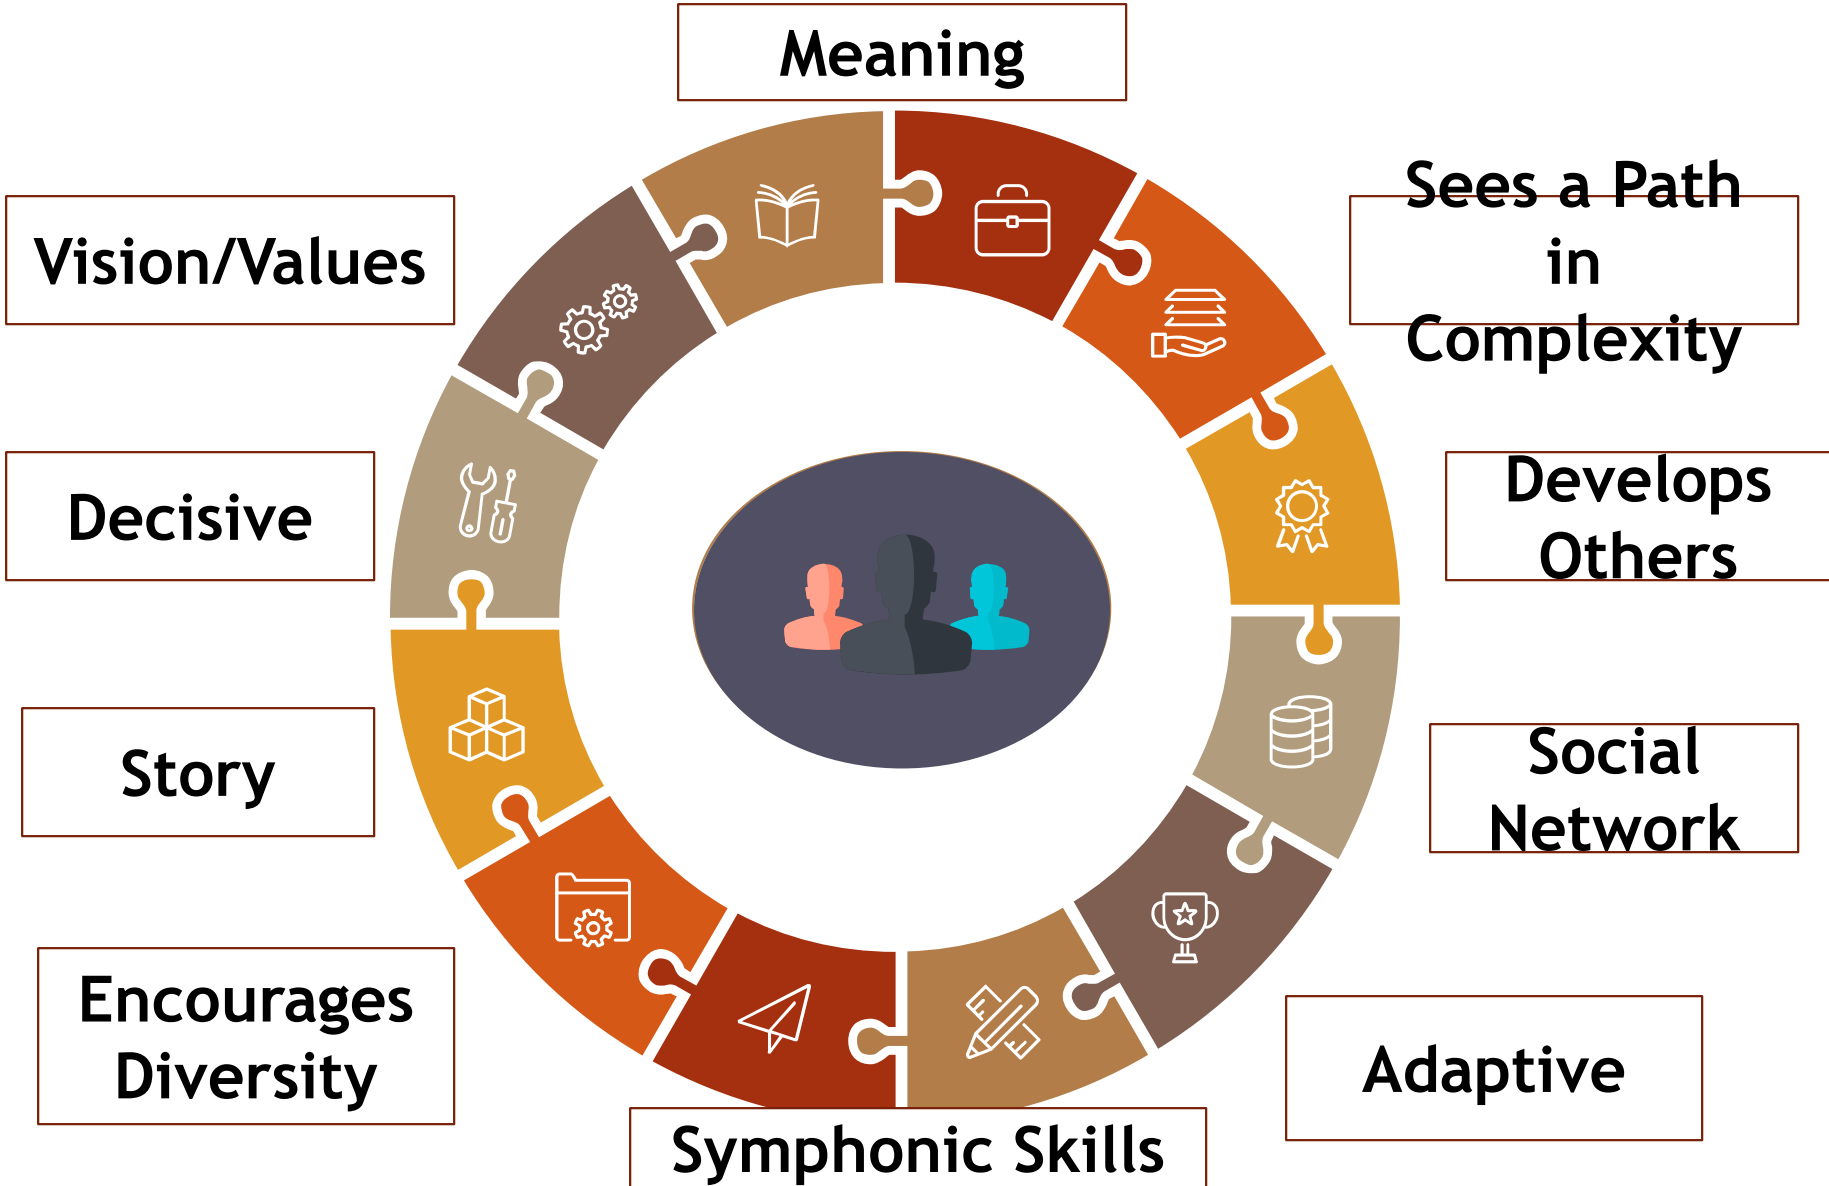 Meaning
Sees a Path
in
Complexity
Vision/Values
Develops
Others
Decisive
Social
Network
Story
Encourages
Diversity
Adaptive
Symphonic Skills